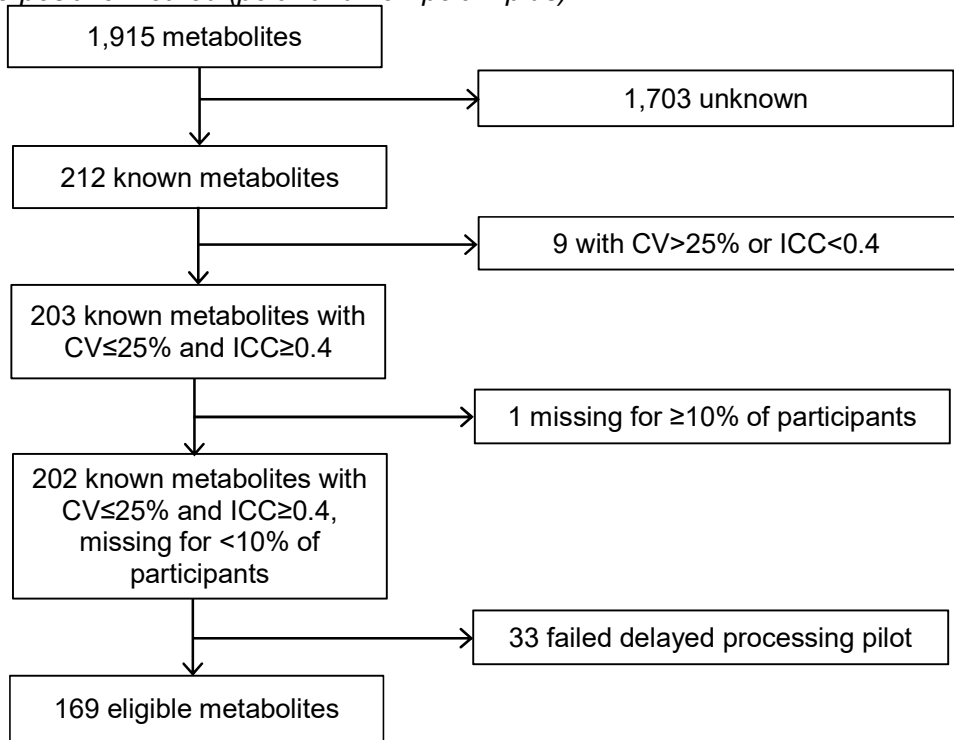 1,915 metabolites
1,703 unknown
212 known metabolites
9 with CV>25% or ICC<0.4
203 known metabolites with
CV≤25% and ICC≥0.4
1 missing for ≥10% of participants
202 known metabolites with
CV≤25% and ICC≥0.4,
missing for <10% of
participants
33 failed delayed processing pilot
169 eligible metabolites